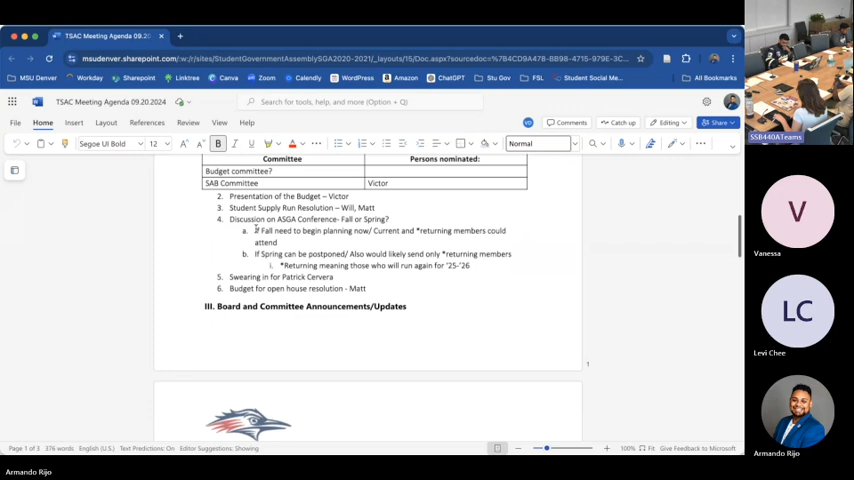 TSAC Meeting Agenda 09.20.2024
msudenver.sharepoint.com/w:/r/sites/StudentGovernmentAssemblySGA2020-2021/_layouts/15/Doc.aspx?sourcedoc=%7B4CD9A478-BB98-4715-979E-3C...
MSU Denver Workday Sharepoint Linktree Canva Zoom Calendly WordPress Amazon ChatGPT Stu Gov FSL Student Social Me... All Bookmarks
TSAC Meeting Agenda 09.20.2024
Search for tools, help, and more (Option + Q)
File Home Insert Layout References Review View Help
VD Comments Catch up Editing Share
Segoe UI Bold 12 B I U A Normal
Committee Persons nominated:
Budget committee?
SAB Committee Victor
2. Presentation of the Budget – Victor
3. Student Supply Run Resolution – Will, Matt
4. Discussion on ASGA Conference- Fall or Spring?
a. If Fall need to begin planning now/ Current and *returning members could
attend
b. If Spring can be postponed/ Also would likely send only *returning members
i. *Returning meaning those who will run again for '25-'26
5. Swearing in for Patrick Cervera
6. Budget for open house resolution - Matt
III. Board and Committee Announcements/Updates
1
Page 1 of 3 376 words English (U.S.) Text Predictions: On Editor Suggestions: Showing 100% Fit Give Feedback to Microsoft
Armando Rijo
SSB440ATeams
V
Vanessa
LC
Levi Chee
Armando Rijo